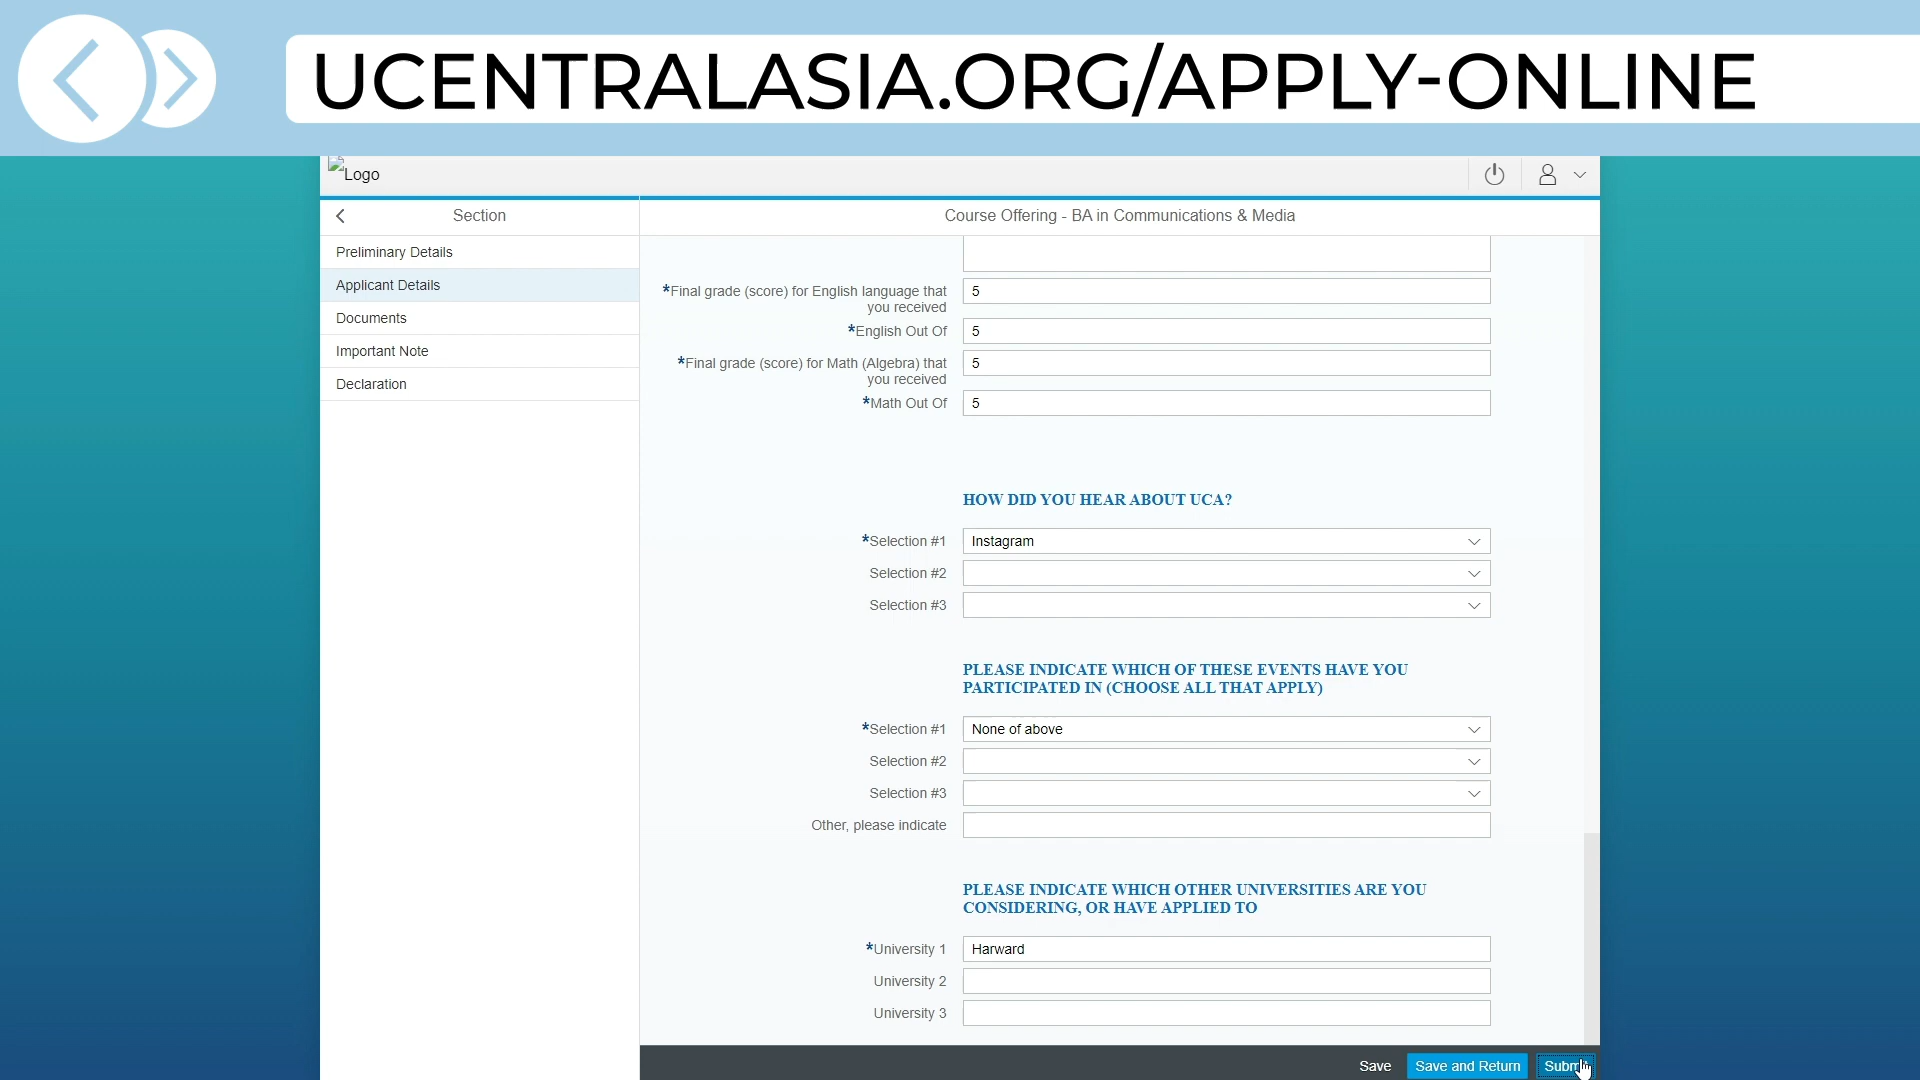 UCENTRALASIA.ORG/APPLY-ONLINE
Logo
Section
Course Offering - BA in Communications & Media
Preliminary Details
Applicant Details
Documents
Important Note
Declaration
*Final grade (score) for English language that
you received
5
*English Out Of
5
*Final grade (score) for Math (Algebra) that
you received
5
*Math Out Of
5
HOW DID YOU HEAR ABOUT UCA?
*Selection #1
Instagram
Selection #2
Selection #3
PLEASE INDICATE WHICH OF THESE EVENTS HAVE YOU
PARTICIPATED IN (CHOOSE ALL THAT APPLY)
*Selection #1
None of above
Selection #2
Selection #3
Other, please indicate
PLEASE INDICATE WHICH OTHER UNIVERSITIES ARE YOU
CONSIDERING, OR HAVE APPLIED TO
*University 1
Harward
University 2
University 3
Save
Save and Return
Submit